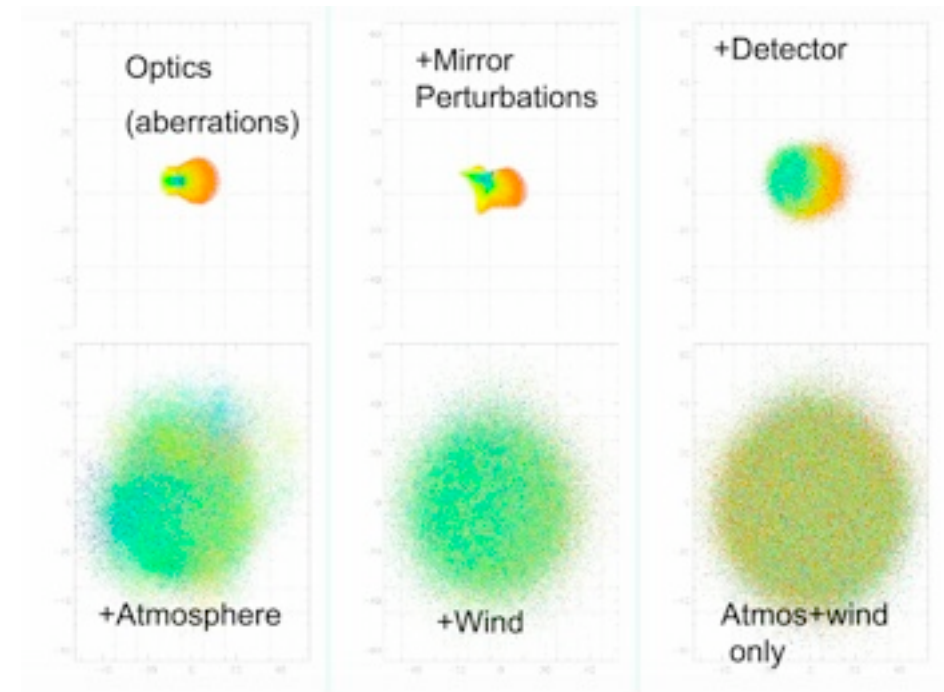 Optics
(aberrations)
+Mirror
Perturbations
+Detector
+Atmosphere
+Wind
Atmos+wind
only